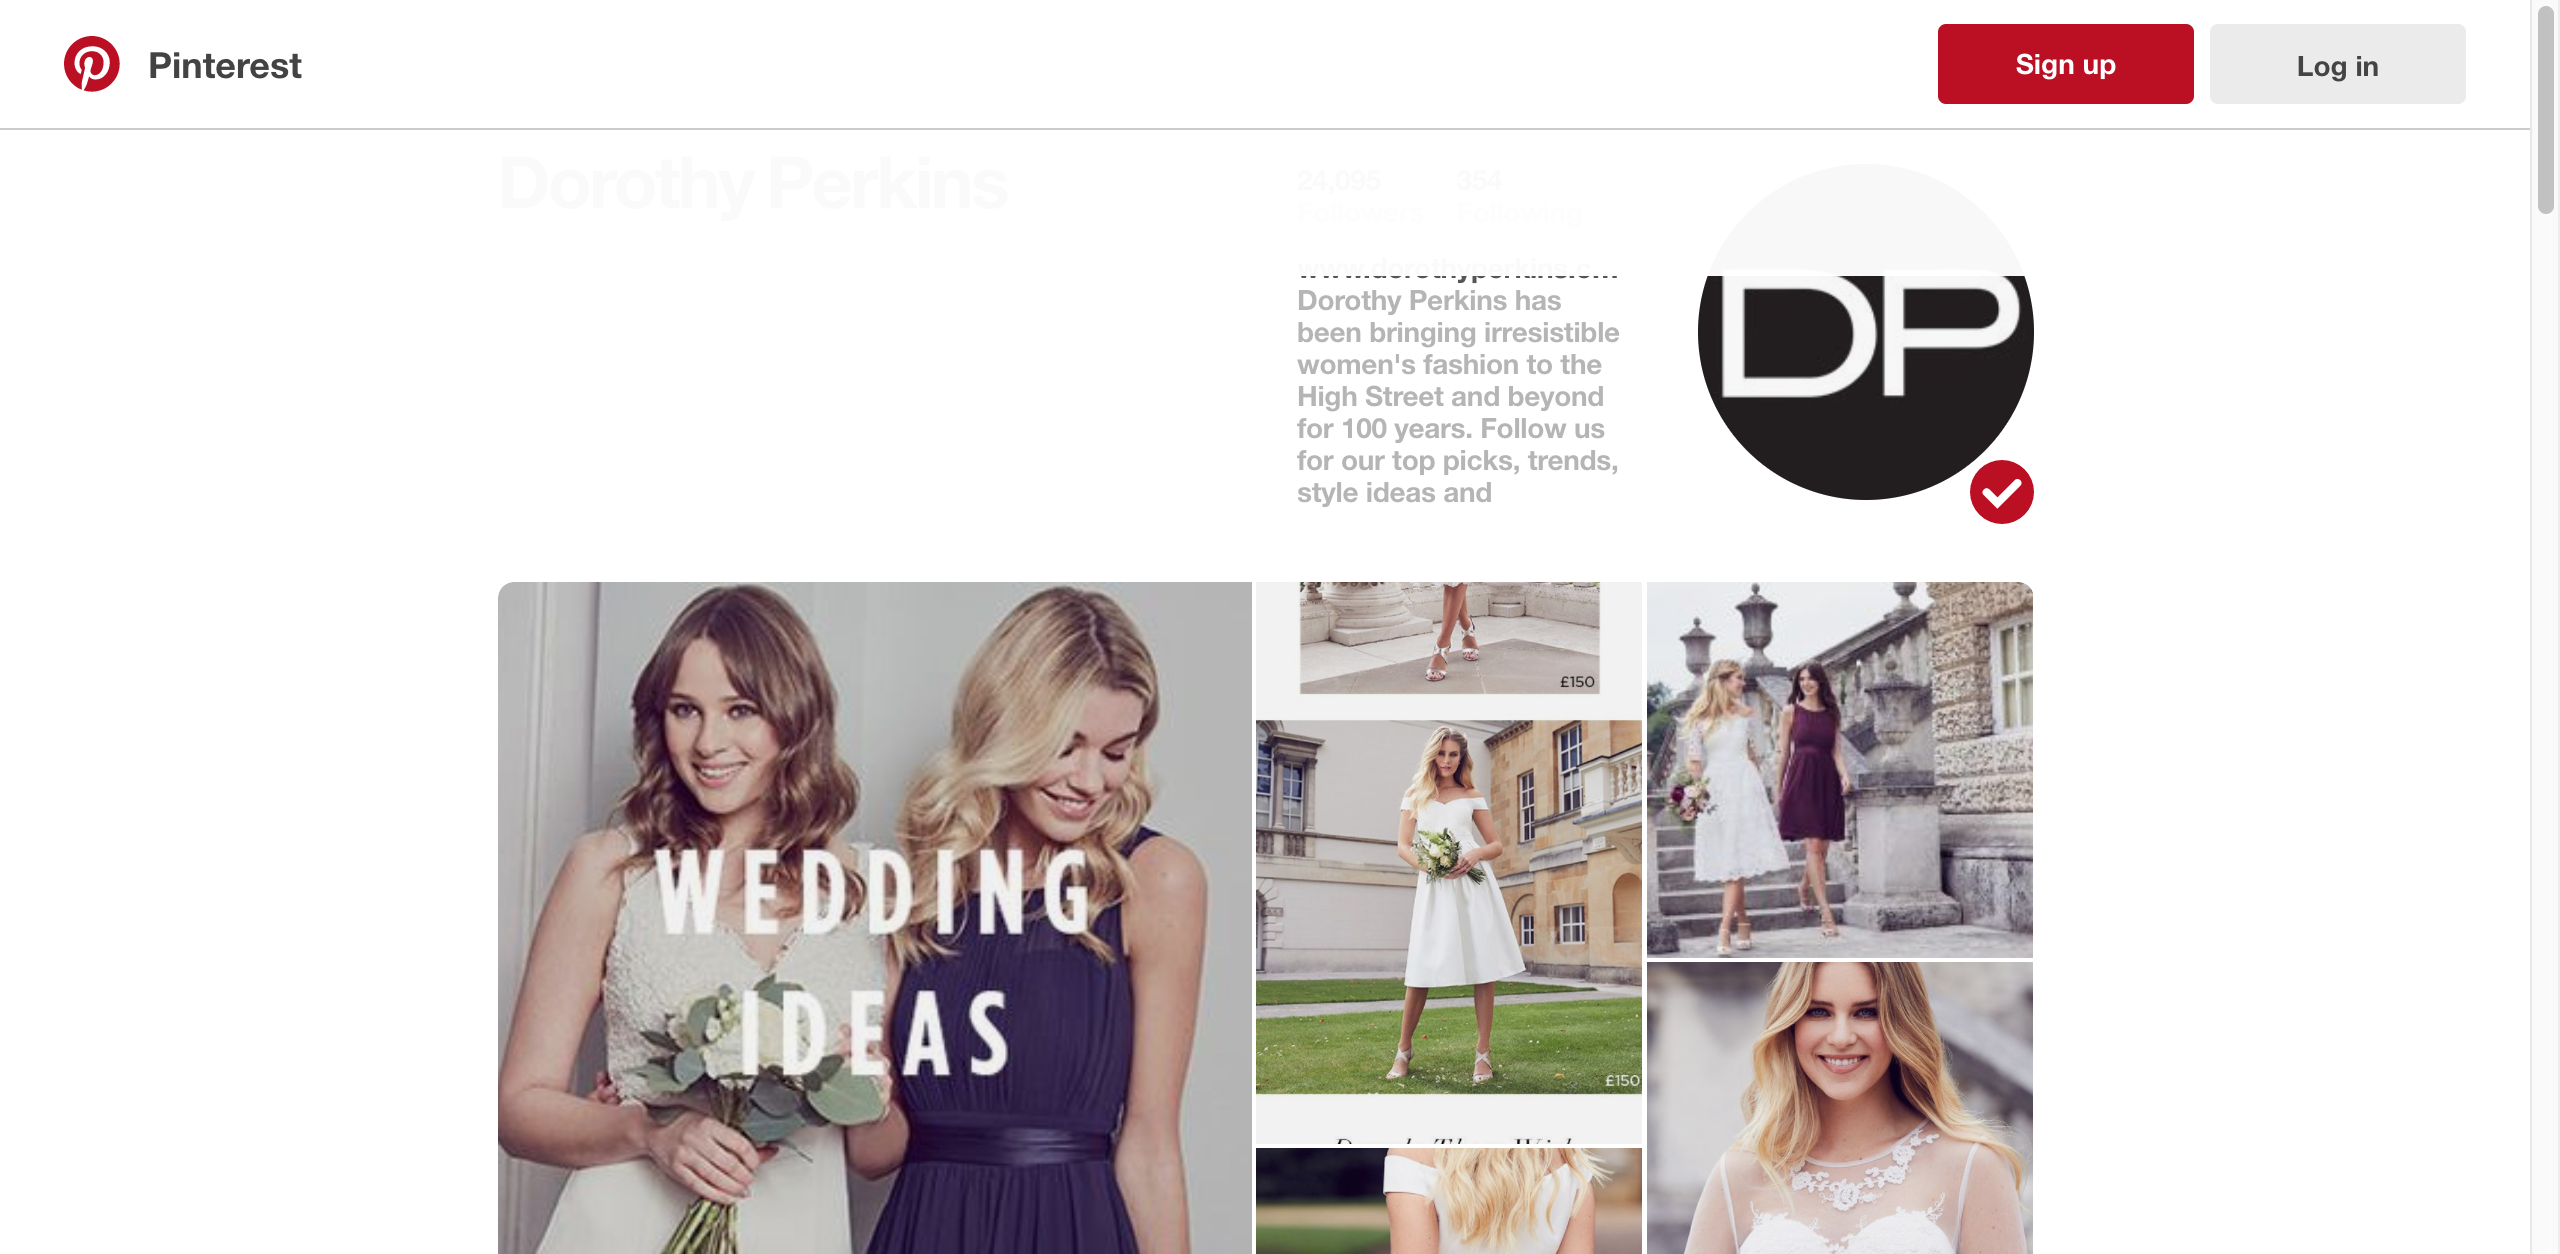 Pinterest
Sign up
Log in
Dorothy Perkins
24,095
354
Followers
Following
www.dorothyperkins.c...
Dorothy Perkins has
been bringing irresistible
women's fashion to the
High Street and beyond
for 100 years. Follow us
for our top picks, trends,
style ideas and
DP
WEDDING
IDEAS
£150
£150